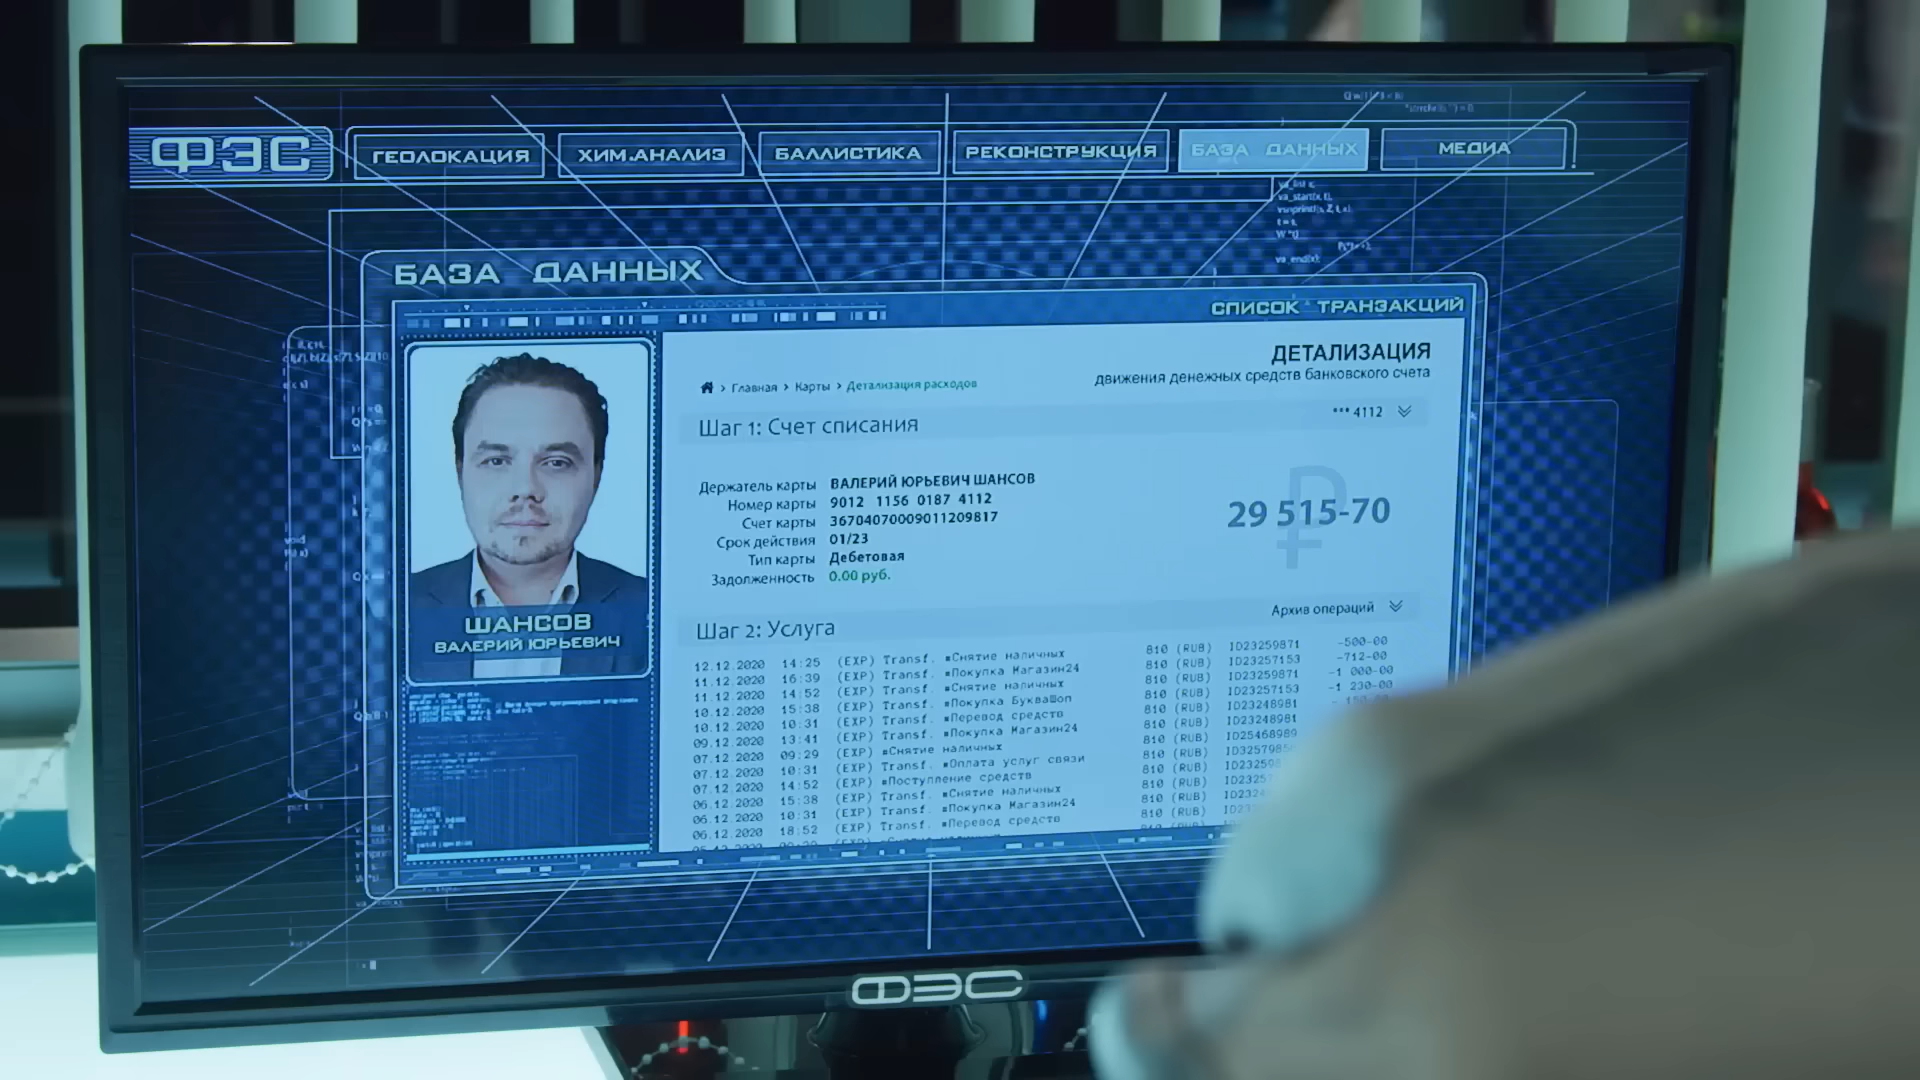 ФЭС
ГЕОЛОКАЦИЯ
ХИМ.АНАЛИЗ
БАЛЛИСТИКА
РЕКОНСТРУКЦИЯ
БАЗА ДАННЫХ
МЕДИА
va_list v;
va_start(x, t);
va_end(x);
БАЗА ДАННЫХ
СПИСОК ТРАНЗАКЦИЙ
ДЕТАЛИЗАЦИЯ
движения денежных средств банковского счета
> Главная > Карты > Детализация расходов
Шаг 1: Счет списания
*** 4112
Держатель карты ВАЛЕРИЙ ЮРЬЕВИЧ ШАНСОВ
Номер карты 9012 1156 0187 4112
Счет карты 36704070009011209817
Срок действия 01/23
Тип карты Дебетовая
Задолженность 0.00 руб.
29 515-70
ШАНСОВ
ВАЛЕРИЙ ЮРЬЕВИЧ
Архив операций
Шаг 2: Услуга
12.12.2020 14:25 (EXP) Transf. *Снятие наличных 810 (RUB) ID23259871 -500-00
11.12.2020 16:39 (EXP) Transf. *Покупка Магазин24 810 (RUB) ID23257153 -712-00
11.12.2020 14:52 (EXP) Transf. *Снятие наличных 810 (RUB) ID23259871 -1 000-00
10.12.2020 15:38 (EXP) Transf. *Покупка БукваШоп 810 (RUB) ID23257153 -1 230-00
10.12.2020 10:31 (EXP) Transf. *Перевод средств 810 (RUB) ID23248981
09.12.2020 13:41 (EXP) Transf. *Покупка Магазин24 810 (RUB) ID23248981
07.12.2020 09:29 (EXP) *Снятие наличных 810 (RUB) ID25468989
07.12.2020 10:31 (EXP) Transf. *Оплата услуг связи 810 (RUB)
07.12.2020 14:52 (EXP) *Поступление средств 810 (RUB)
06.12.2020 15:38 (EXP) Transf. *Снятие наличных 810 (RUB)
06.12.2020 10:31 (EXP) Transf. *Покупка Магазин24 810 (RUB)
06.12.2020 18:52 (EXP) Transf. *Перевод средств 810 (RUB)
ФЭС